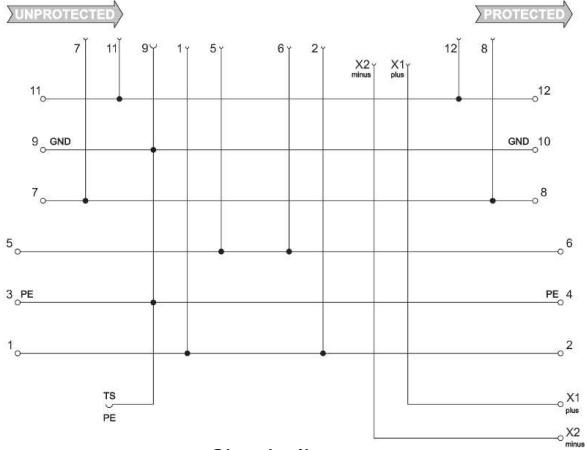 UNPROTECTED PROTECTED
7 11 9 1 5 6 2 X2 minus X1 plus 12 8
11 12
9 GND GND 10
7 8
5 6
3 PE PE 4
1 2
TS X1
PE plus
X2
minus